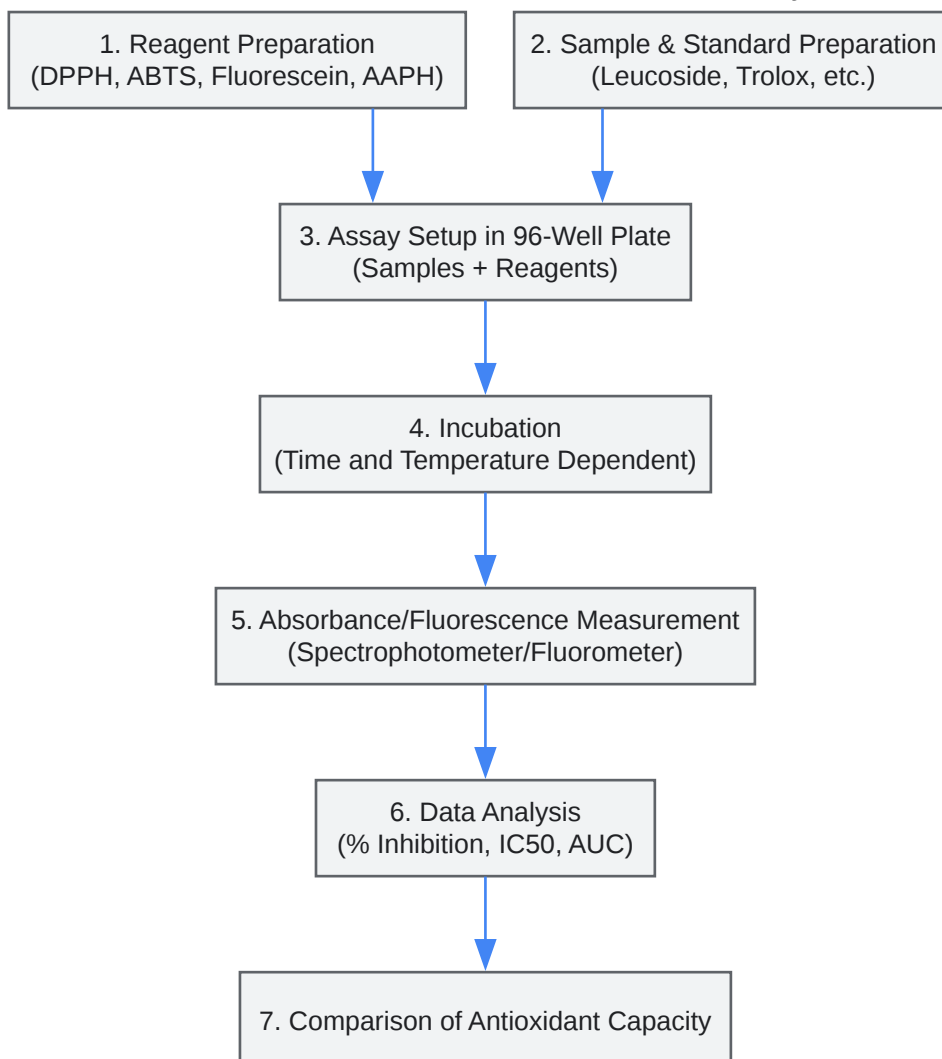 1. Reagent Preparation
(DPPH, ABTS, Fluorescein, AAPH)
2. Sample & Standard Preparation
(Leucoside, Trolox, etc.)
3. Assay Setup in 96-Well Plate
(Samples + Reagents)
4. Incubation
(Time and Temperature Dependent)
5. Absorbance/Fluorescence Measurement
(Spectrophotometer/Fluorometer)
6. Data Analysis
(% Inhibition, IC50, AUC)
7. Comparison of Antioxidant Capacity